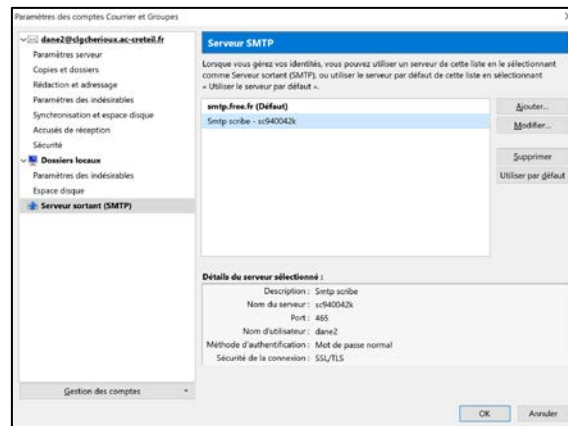 Paramètres des comptes Courrier et Groupes
dane2@clgcherioux.ac-creteil.fr
Paramètres serveur
Copies et dossiers
Rédaction et adressage
Paramètres des indésirables
Synchronisation et espace disque
Accusés de réception
Sécurité
Dossiers locaux
Paramètres des indésirables
Espace disque
Serveur sortant (SMTP)
Gestion des comptes
Serveur SMTP
Lorsque vous gérez vos identités, vous pouvez utiliser un serveur de cette liste en le sélectionnant
comme Serveur sortant (SMTP), ou utiliser le serveur par défaut de cette liste en sélectionnant
« Utiliser le serveur par défaut ».
smtp.free.fr (Défaut)
Smtp scribe - sc940042k
Ajouter...
Modifier...
Supprimer
Utiliser par défaut
Détails du serveur sélectionné :
Description : Smtp scribe
Nom du serveur : sc940042k
Port : 465
Nom d'utilisateur : dane2
Méthode d'authentification : Mot de passe normal
Sécurité de la connexion : SSL/TLS
OK
Annuler